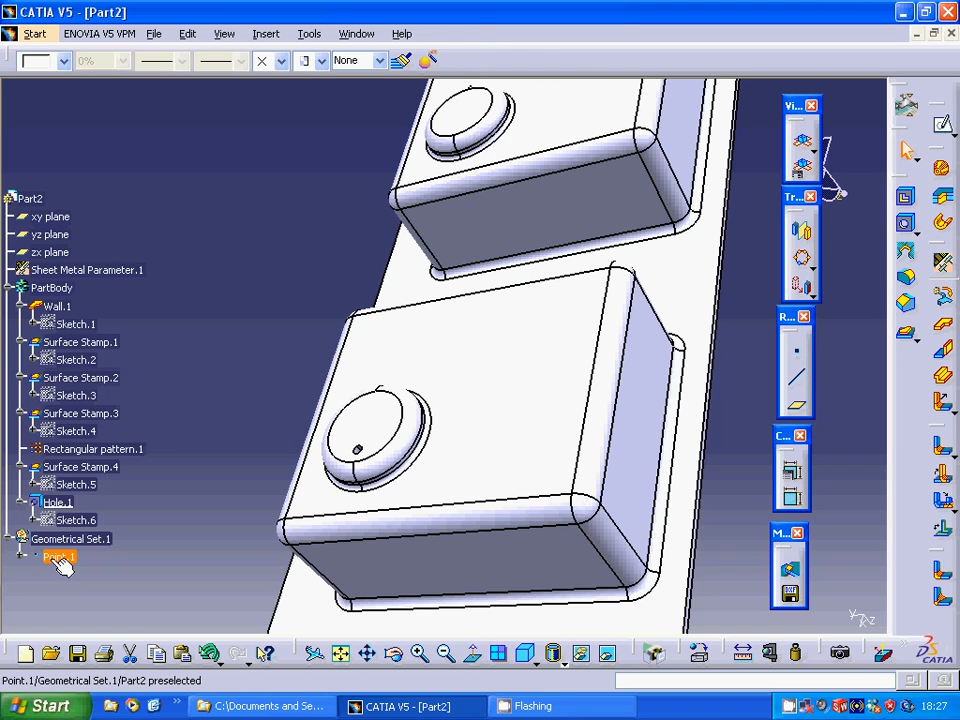 CATIA V5 - [Part2]
Start ENOVIA V5 VPM File Edit View Insert Tools Window Help
0% None
Vi...
Tr...
R...
C...
M...
Part2
xy plane
yz plane
zx plane
Sheet Metal Parameter.1
PartBody
Wall.1
Sketch.1
Surface Stamp.1
Sketch.2
Surface Stamp.2
Sketch.3
Surface Stamp.3
Sketch.4
Rectangular pattern.1
Surface Stamp.4
Sketch.5
Hole.1
Sketch.6
Geometrical Set.1
Point.1
DXF
CATIA
Point.1/Geometrical Set.1/Part2 preselected
Start C:\Documents and Se... CATIA V5 - [Part2] Flashing 18:27